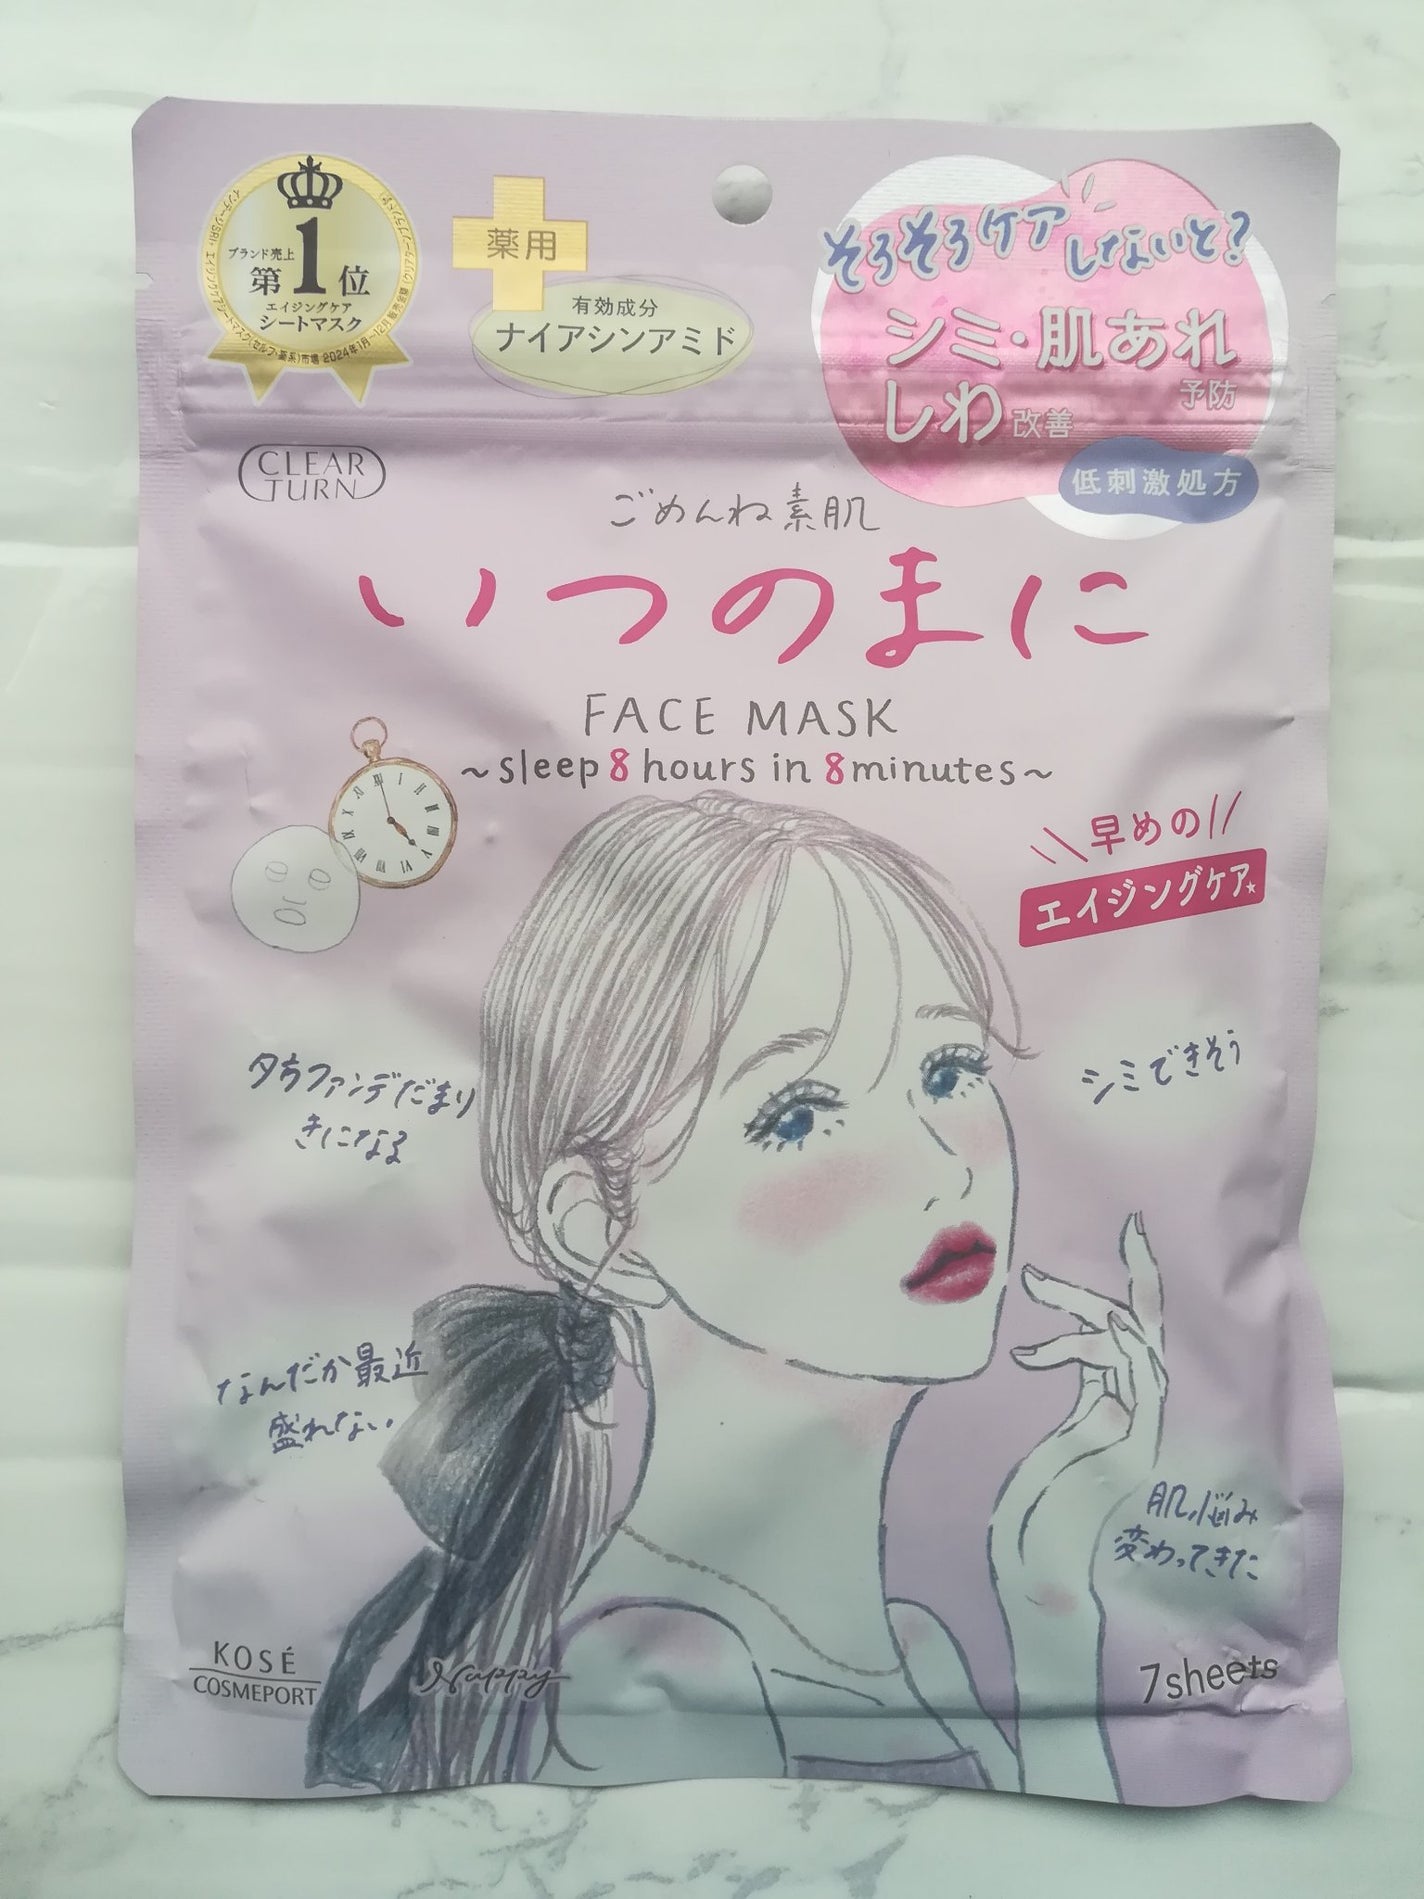 ブランド売上
第1位
エイジングケア
シートマスク
薬用
有効成分
ナイアシンアミド
そろそろケア
しないと?
シミ・肌あれ
予防
しわ改善
低刺激処方
CLEAR
TURN
ごめんね素肌
いつのまに
FACE MASK
~sleep 8 hours in 8 minutes~
早めの
エイジングケア*
夕方ファンデだまり
きになる
シミできそう
なんだか最近
盛れない
肌悩み
変わってきた
KOSÉ
COSMEPORT
Nappy
7sheets